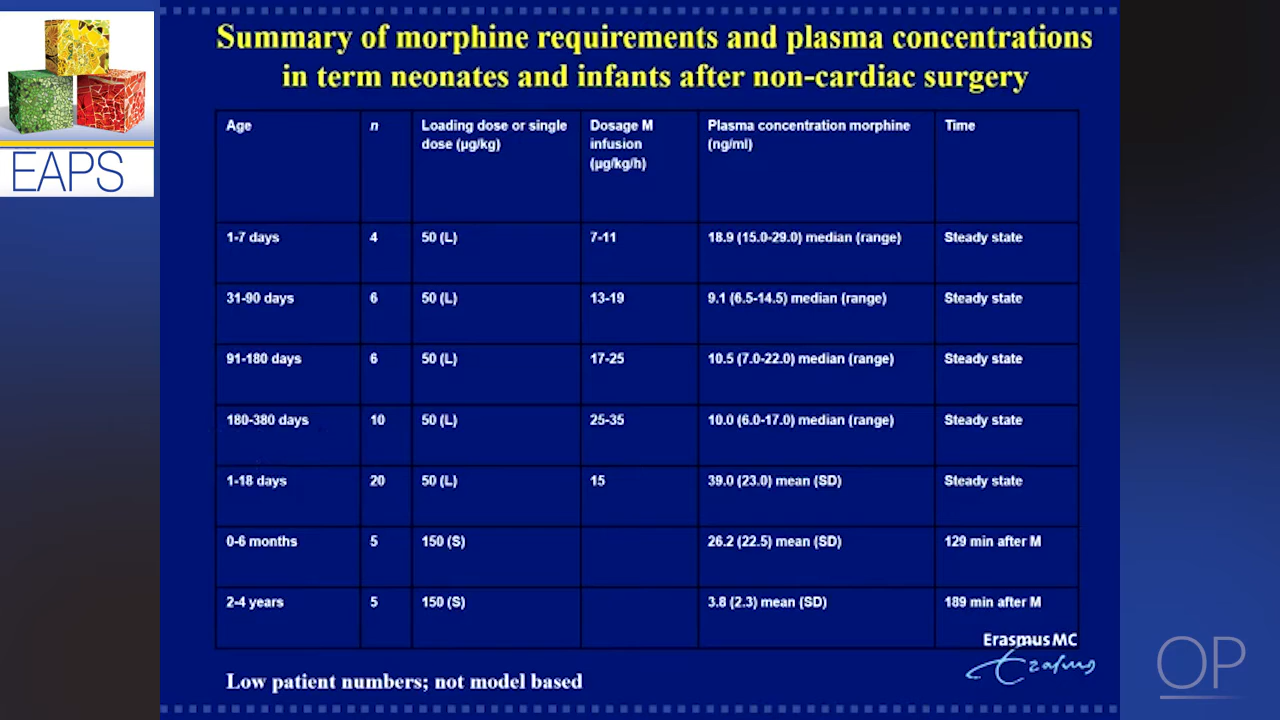 Summary of morphine requirements and plasma concentrations
in term neonates and infants after non-cardiac surgery
EAPS
Age n Loading dose or single dose (µg/kg) Dosage M infusion (µg/kg/h) Plasma concentration morphine (ng/ml) Time
1-7 days 4 50 (L) 7-11 18.9 (15.0-29.0) median (range) Steady state
31-90 days 6 50 (L) 13-19 9.1 (6.5-14.5) median (range) Steady state
91-180 days 6 50 (L) 17-25 10.5 (7.0-22.0) median (range) Steady state
180-380 days 10 50 (L) 25-35 10.0 (6.0-17.0) median (range) Steady state
1-18 days 20 50 (L) 15 39.0 (23.0) mean (SD) Steady state
0-6 months 5 150 (S) 26.2 (22.5) mean (SD) 129 min after M
2-4 years 5 150 (S) 3.8 (2.3) mean (SD) 189 min after M
Erasmus MC
Erasmus
Low patient numbers; not model based
OP